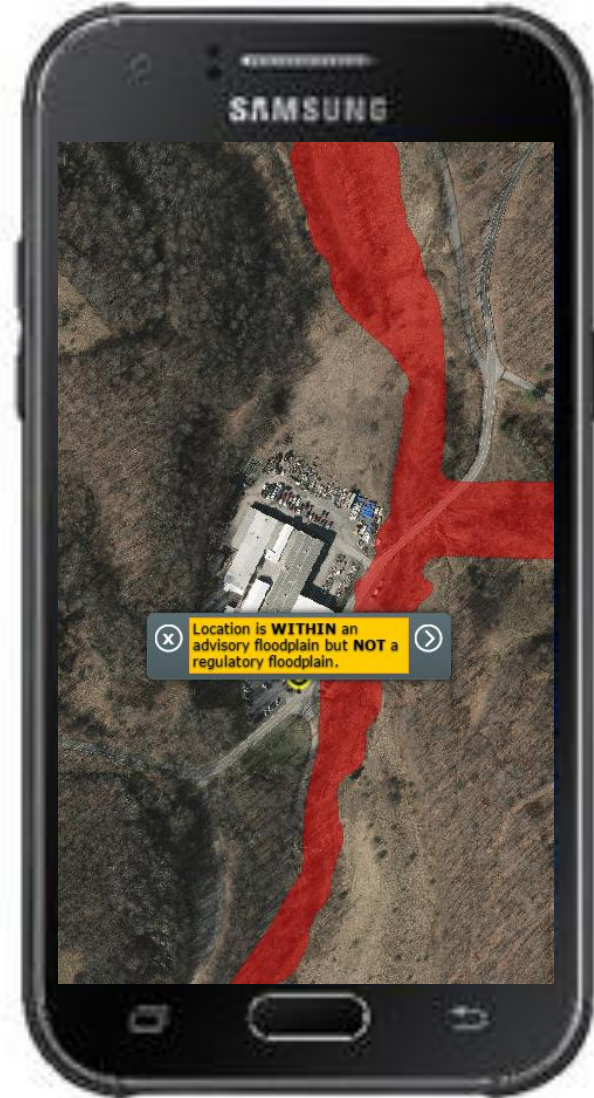 SAMSUNG
Location is WITHIN an
advisory floodplain but NOT a
regulatory floodplain.